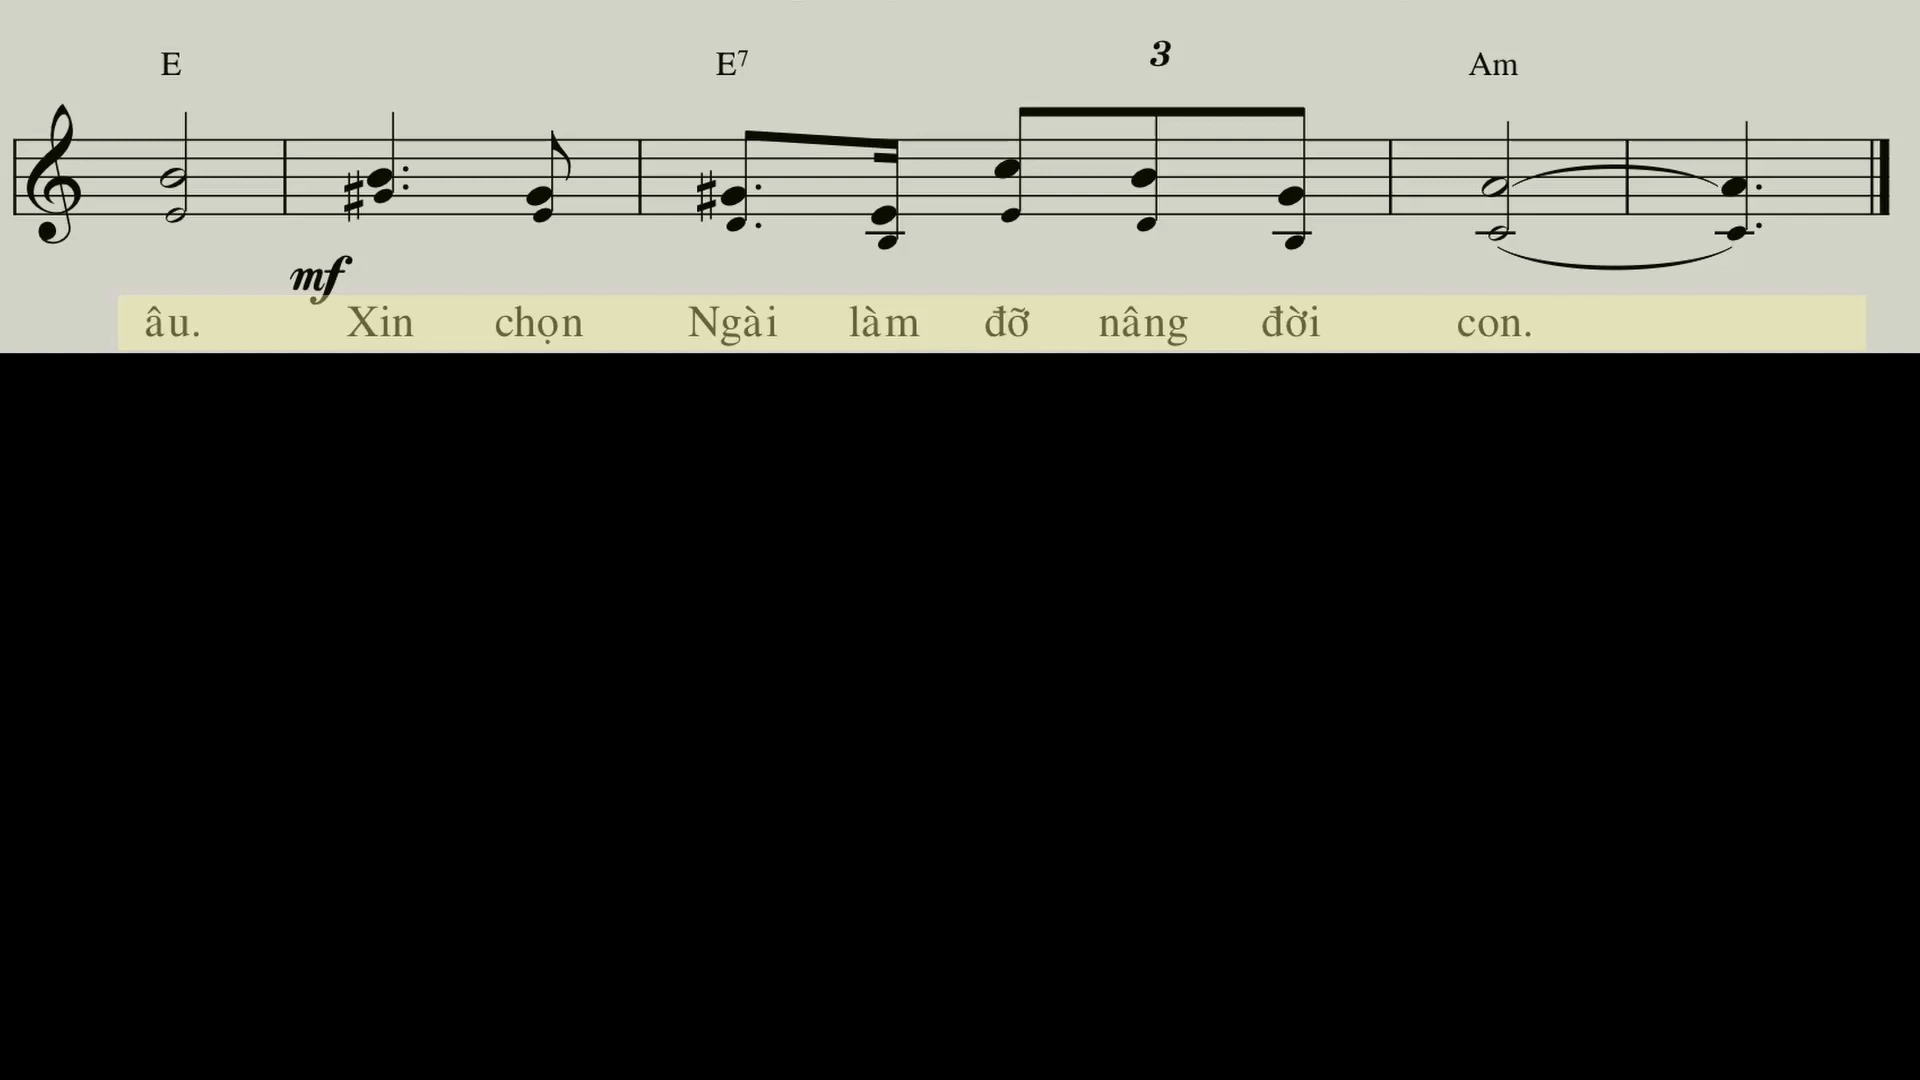 E E7 3 Am
mf
âu. Xin chọn Ngài làm đỡ nâng đời con.